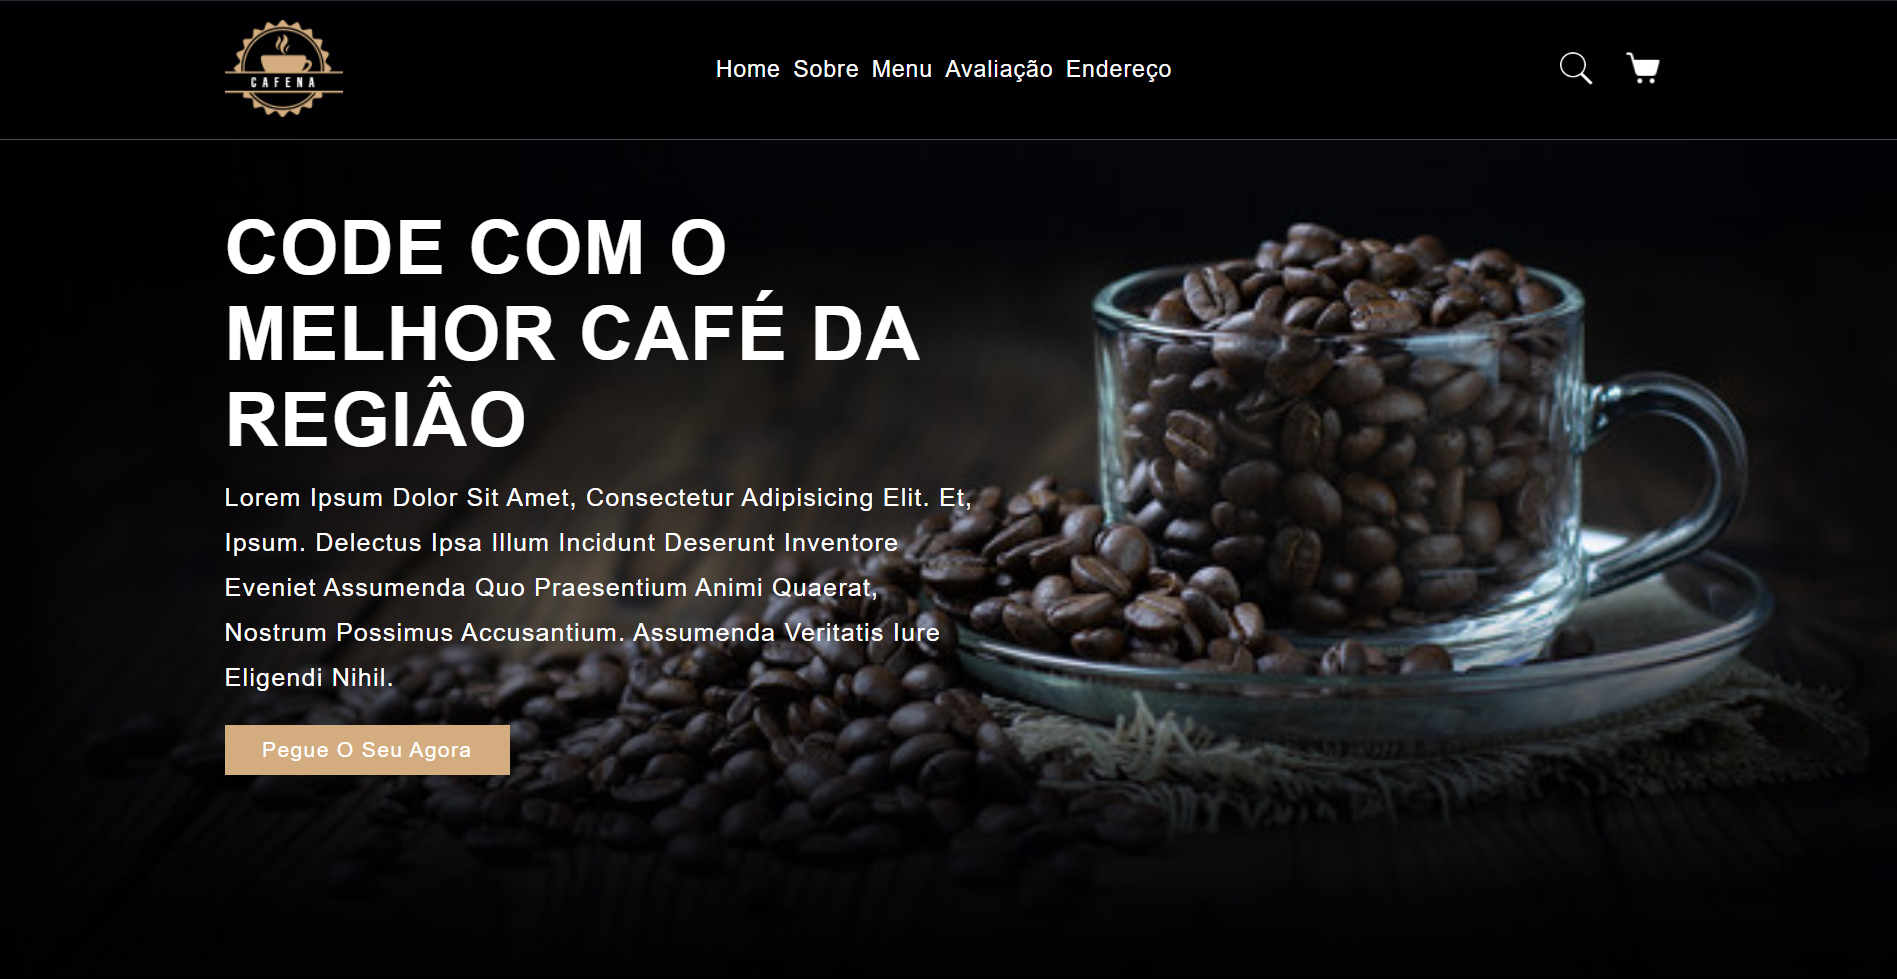 CAFENA
Home Sobre Menu Avaliação Endereço
CODE COM O
MELHOR CAFÉ DA
REGIÂO
Lorem Ipsum Dolor Sit Amet, Consectetur Adipisicing Elit. Et,
Ipsum. Delectus Ipsa Illum Incidunt Deserunt Inventore
Eveniet Assumenda Quo Praesentium Animi Quaerat,
Nostrum Possimus Accusantium. Assumenda Veritatis Iure
Eligendi Nihil.
Pegue O Seu Agora